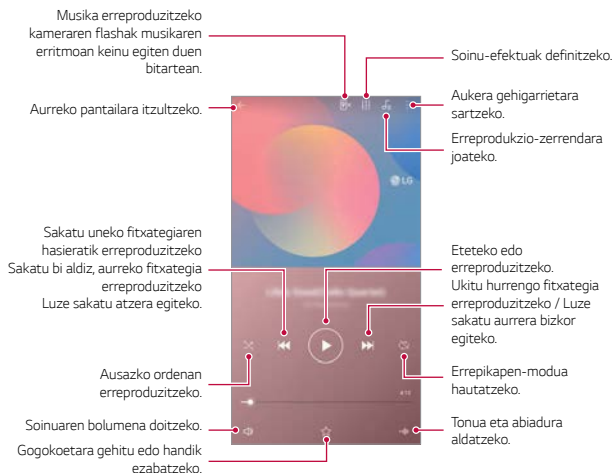 Musika erreproduzitzeko
kameraren flashak musikaren
erritmoan keinu egiten duen
bitartean.
Aurreko pantailara itzultzeko.
Soinu-efektuak definitzeko.
Aukera gehigarrietara
sartzeko.
Erreprodukzio-zerrendara
joateko.
LG
Sakatu uneko fitxategiaren
hasieratik erreproduzitzeko
Sakatu bi aldiz, aurreko fitxategia
erreproduzitzeko
Luze sakatu atzera egiteko.
Eteteko edo
erreproduzitzeko.
Ukitu hurrengo fitxategia
erreproduzitzeko / Luze
sakatu aurrera bizkor
egiteko.
Ausazko ordenan
erreproduzitzeko.
Errepikapen-modua
hautatzeko.
Soinuaren bolumena doitzeko.
Gogokoetara gehitu edo handik
ezabatzeko.
Tonua eta abiadura
aldatzeko.